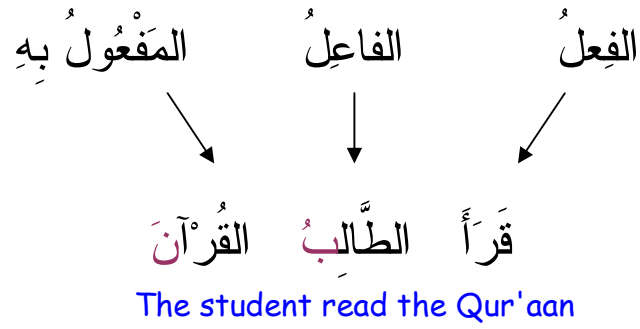 الفِعلُ الفاعِلُ المَفْعُولُ بِهِ
قَرَأَ الطَّالِبُ القُرْآنَ
The student read the Qur'aan